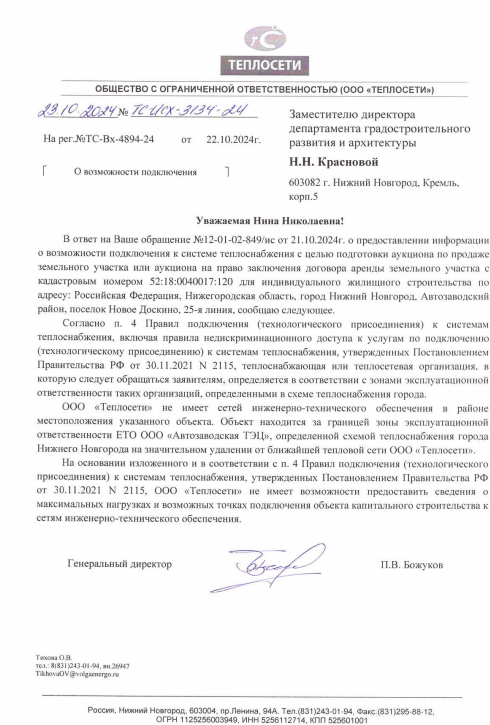 тС
ТЕПЛОСЕТИ
ОБЩЕСТВО С ОГРАНИЧЕННОЙ ОТВЕТСТВЕННОСТЬЮ (ООО «ТЕПЛОСЕТИ»)
23.10.2024 № ТСИСХ-3134-24
На рег.№ТС-Вх-4894-24 от 22.10.2024г.
О возможности подключения
Заместителю директора
департамента градостроительного
развития и архитектуры
Н.Н. Красновой
603082 г. Нижний Новгород, Кремль,
корп.5
Уважаемая Нина Николаевна!
В ответ на Ваше обращение №12-01-02-849/ис от 21.10.2024г. о предоставлении информации
о возможности подключения к системе теплоснабжения с целью подготовки аукциона по продаже
земельного участка или аукциона на право заключения договора аренды земельного участка с
кадастровым номером 52:18:0040017:120 для индивидуального жилищного строительства по
адресу: Российская Федерация, Нижегородская область, город Нижний Новгород, Автозаводский
район, поселок Новое Доскино, 25-я линия, сообщаю следующее.
Согласно п. 4 Правил подключения (технологического присоединения) к системам
теплоснабжения, включая правила недискриминационного доступа к услугам по подключению
(технологическому присоединению) к системам теплоснабжения, утвержденных Постановлением
Правительства РФ от 30.11.2021 N 2115, теплоснабжающая или теплосетевая организация, в
которую следует обращаться заявителям, определяется в соответствии с зонами эксплуатационной
ответственности таких организаций, определенными в схеме теплоснабжения города.
ООО «Теплосети» не имеет сетей инженерно-технического обеспечения в районе
местоположения указанного объекта. Объект находится за границей зоны эксплуатационной
ответственности ЕТО ООО «Автозаводская ТЭЦ», определенной схемой теплоснабжения города
Нижнего Новгорода на значительном удалении от ближайшей тепловой сети ООО «Теплосети».
На основании изложенного и в соответствии с п. 4 Правил подключения (технологического
присоединения) к системам теплоснабжения, утвержденных Постановлением Правительства РФ
от 30.11.2021 N 2115, ООО «Теплосети» не имеет возможности предоставить сведения о
максимальных нагрузках и возможных точках подключения объекта капитального строительства к
сетям инженерно-технического обеспечения.
Генеральный директор П.В. Божуков
Тихова О.В.
тел.: 8(831)243-01-94, вн.26947
TikhovaOV@volgaenergo.ru
Россия, Нижний Новгород, 603004, пр.Ленина, 94А. Тел.(831)243-01-94, Факс.(831)295-88-12,
ОГРН 1125256003949, ИНН 5256112714, КПП 525601001